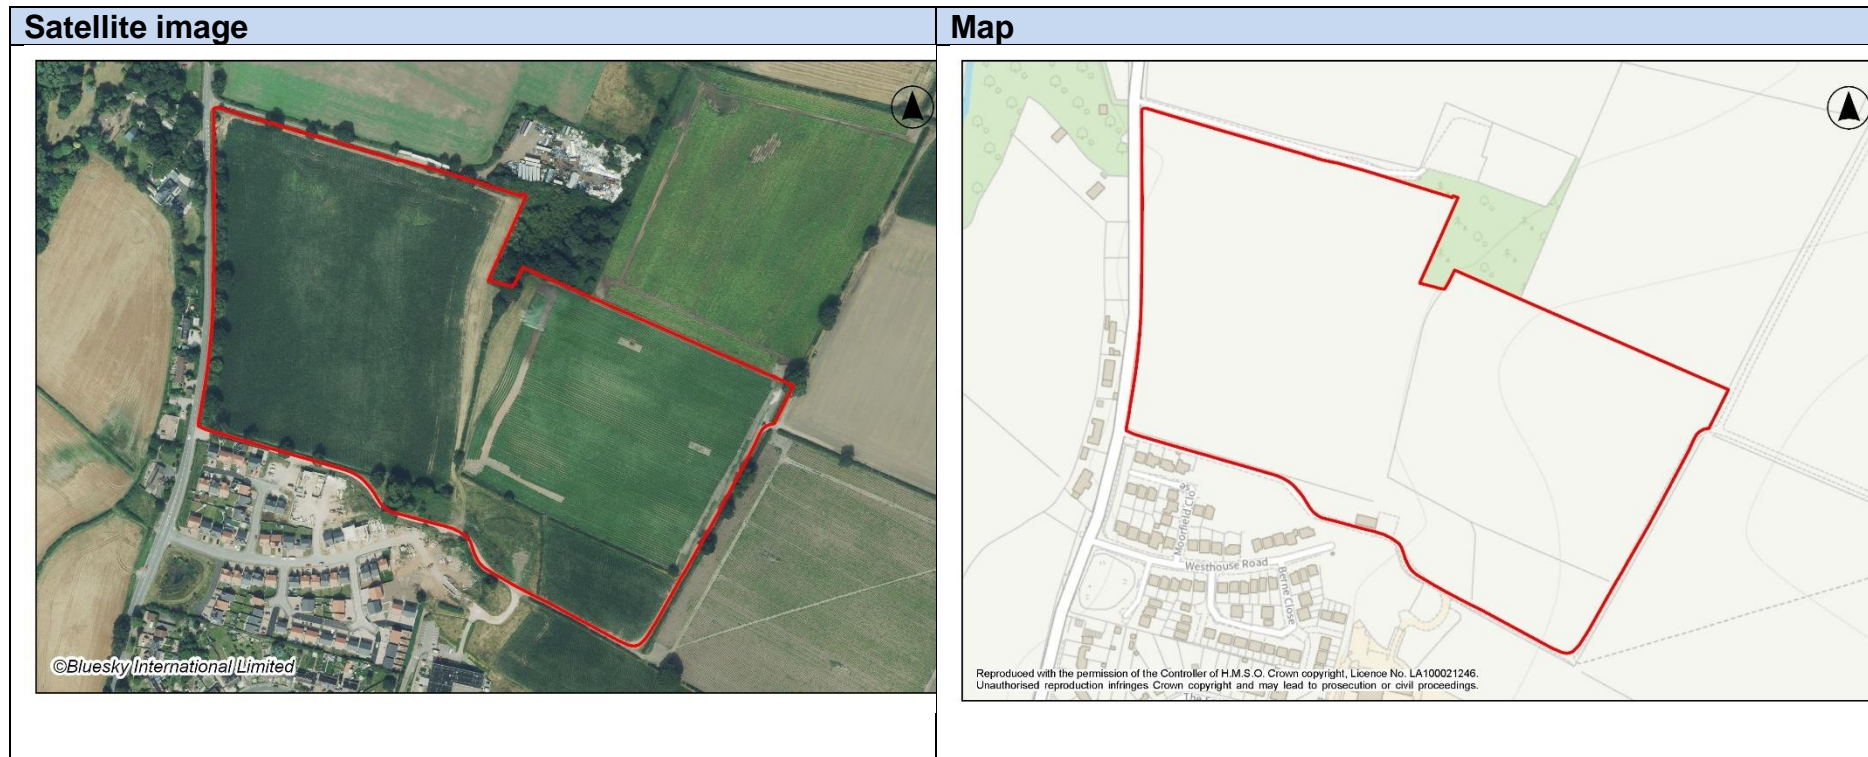 Satellite image
Map
©Bluesky International Limited
Moorfield Clo
Westhouse Road
Berne Close
Reproduced with the permission of the Controller of H.M.S.O. Crown copyright, Licence No. LA100021246.
Unauthorised reproduction infringes Crown copyright and may lead to prosecution or civil proceedings.